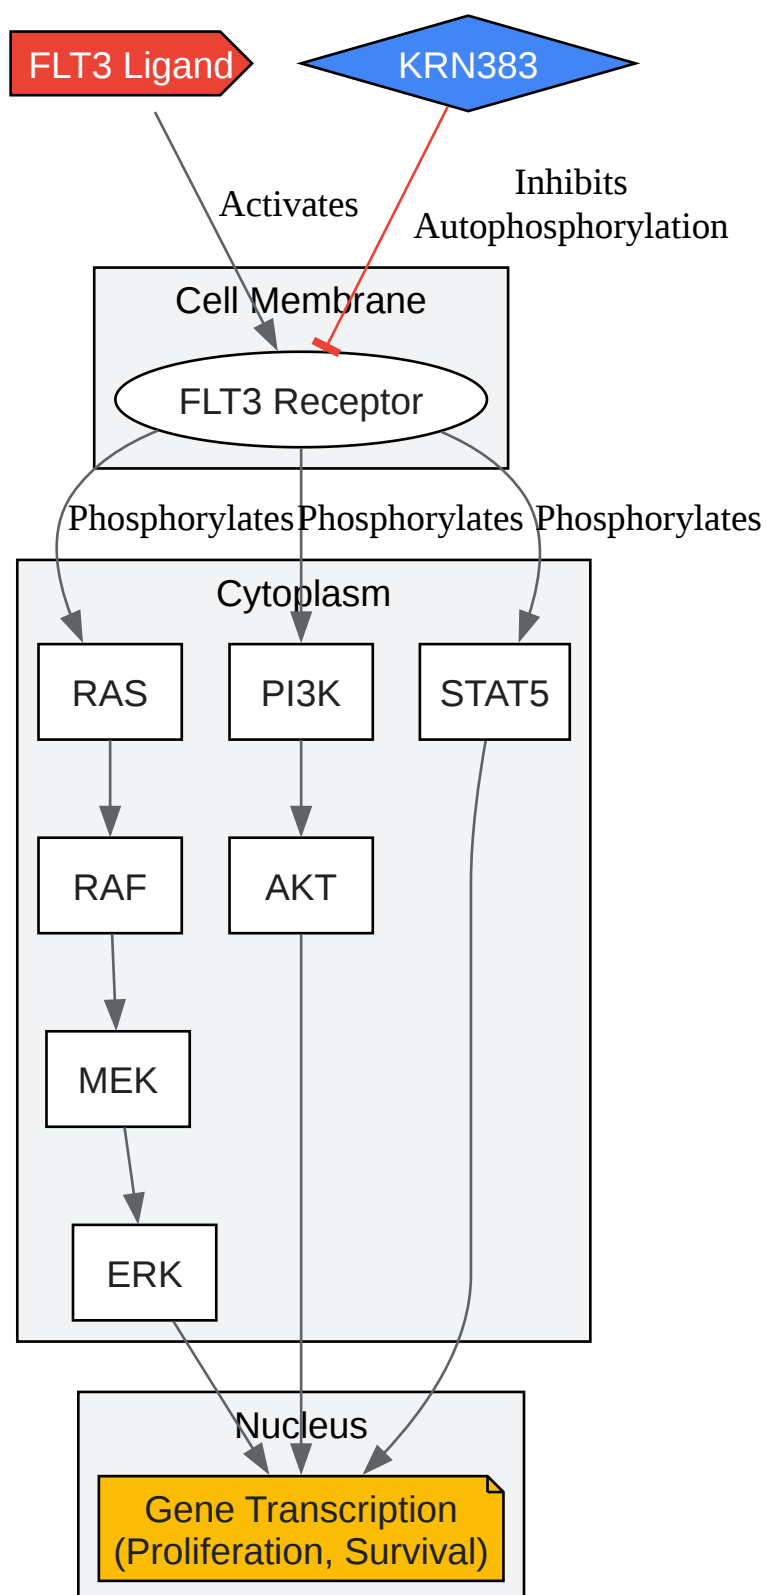 FLT3 Ligand
KRN383
Activates
Inhibits
Autophosphorylation
Cell Membrane
FLT3 Receptor
Phosphorylates
Phosphorylates
Phosphorylates
Cytoplasm
RAS
PI3K
STAT5
RAF
AKT
MEK
ERK
Nucleus
Gene Transcription
(Proliferation, Survival)